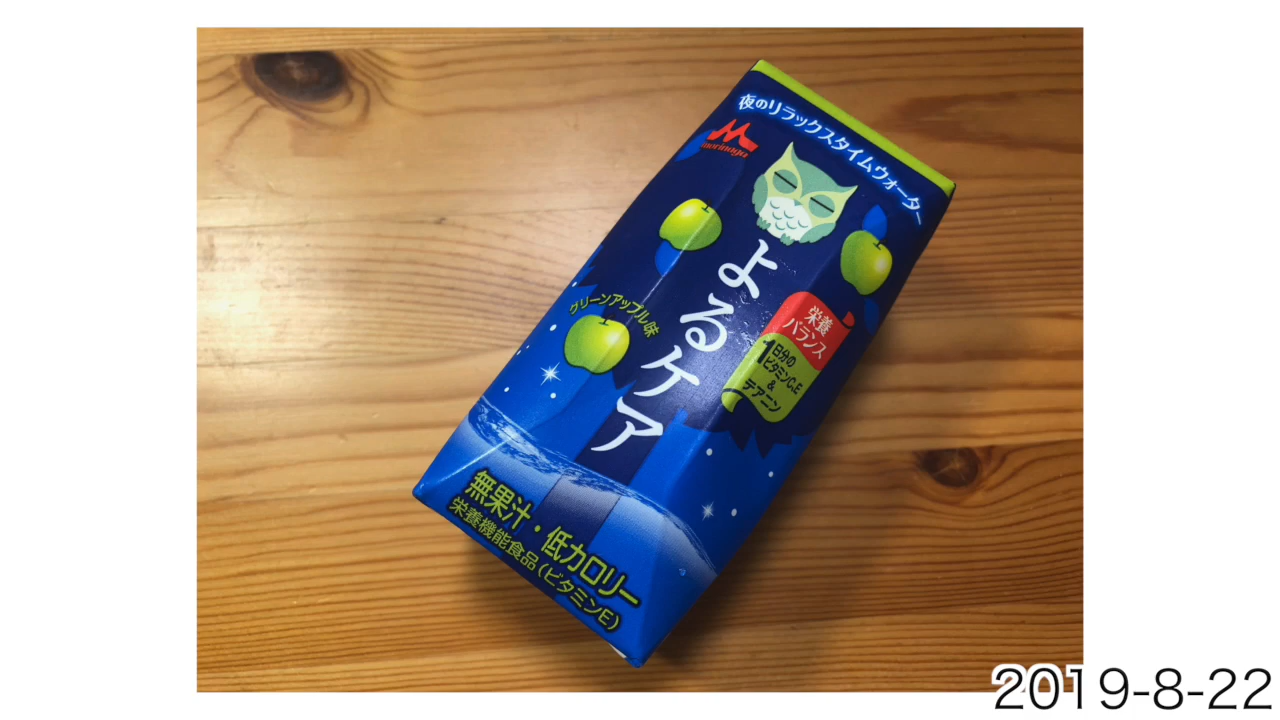 夜のリラックスタイムウォーター
morinaga
よるケア
グリーンアップル味
栄養
バランス
1日分の
ビタミンC,E
&
テアニン
無果汁・低カロリー
栄養機能食品(ビタミンE)
2019-8-22